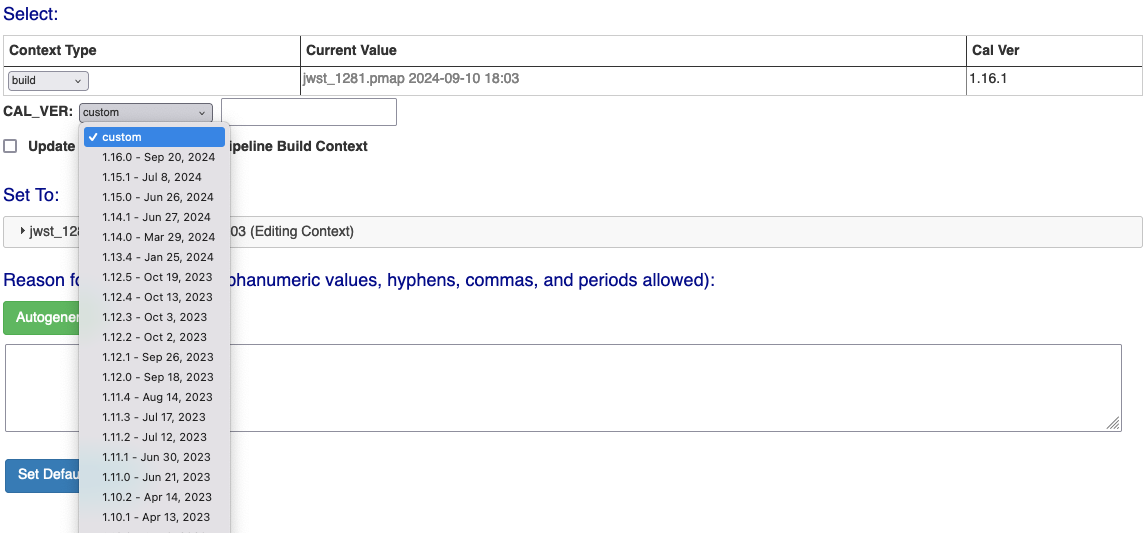 Select:
Context Type Current Value Cal Ver
build jwst_1281.pmap 2024-09-10 18:03 1.16.1
CAL_VER: custom
custom
Update ipeline Build Context
1.16.0 - Sep 20, 2024
1.15.1 - Jul 8, 2024
Set To:
1.15.0 - Jun 26, 2024
1.14.1 - Jun 27, 2024
jwst_128 03 (Editing Context)
1.14.0 - Mar 29, 2024
1.13.4 - Jan 25, 2024
Reason fo phanumeric values, hyphens, commas, and periods allowed):
1.12.5 - Oct 19, 2023
1.12.4 - Oct 13, 2023
Autogener
1.12.3 - Oct 3, 2023
1.12.2 - Oct 2, 2023
1.12.1 - Sep 26, 2023
1.12.0 - Sep 18, 2023
1.11.4 - Aug 14, 2023
1.11.3 - Jul 17, 2023
1.11.2 - Jul 12, 2023
1.11.1 - Jun 30, 2023
Set Defau
1.11.0 - Jun 21, 2023
1.10.2 - Apr 14, 2023
1.10.1 - Apr 13, 2023